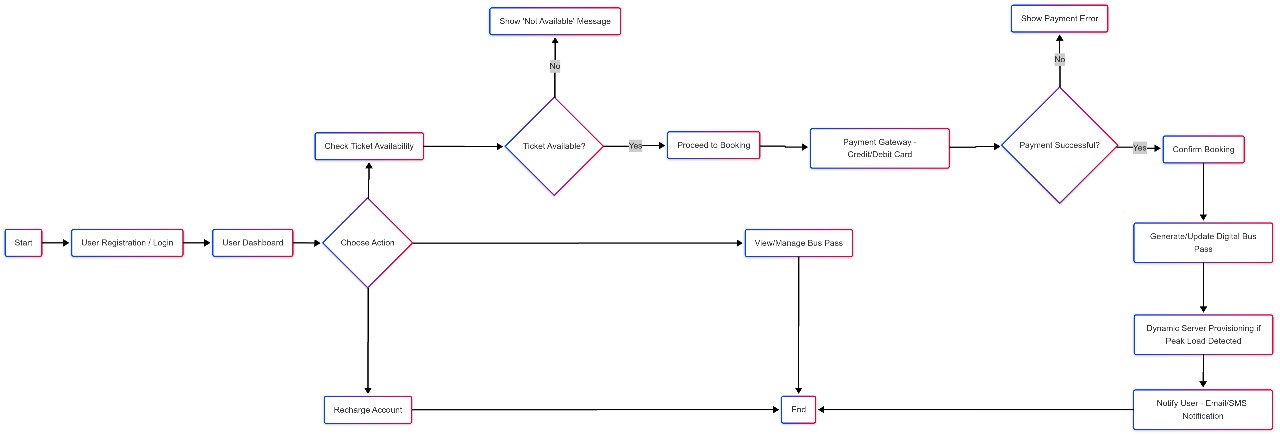 Show 'Not Available' Message
Show Payment Error
No
No
Check Ticket Availability
Ticket Available?
Yes
Proceed to Booking
Payment Gateway -
Credit/Debit Card
Payment Successful?
Yes
Confirm Booking
Start
User Registration / Login
User Dashboard
Choose Action
View/Manage Bus Pass
Generate/Update Digital Bus
Pass
Dynamic Server Provisioning if
Peak Load Detected
Recharge Account
End
Notify User - Email/SMS
Notification